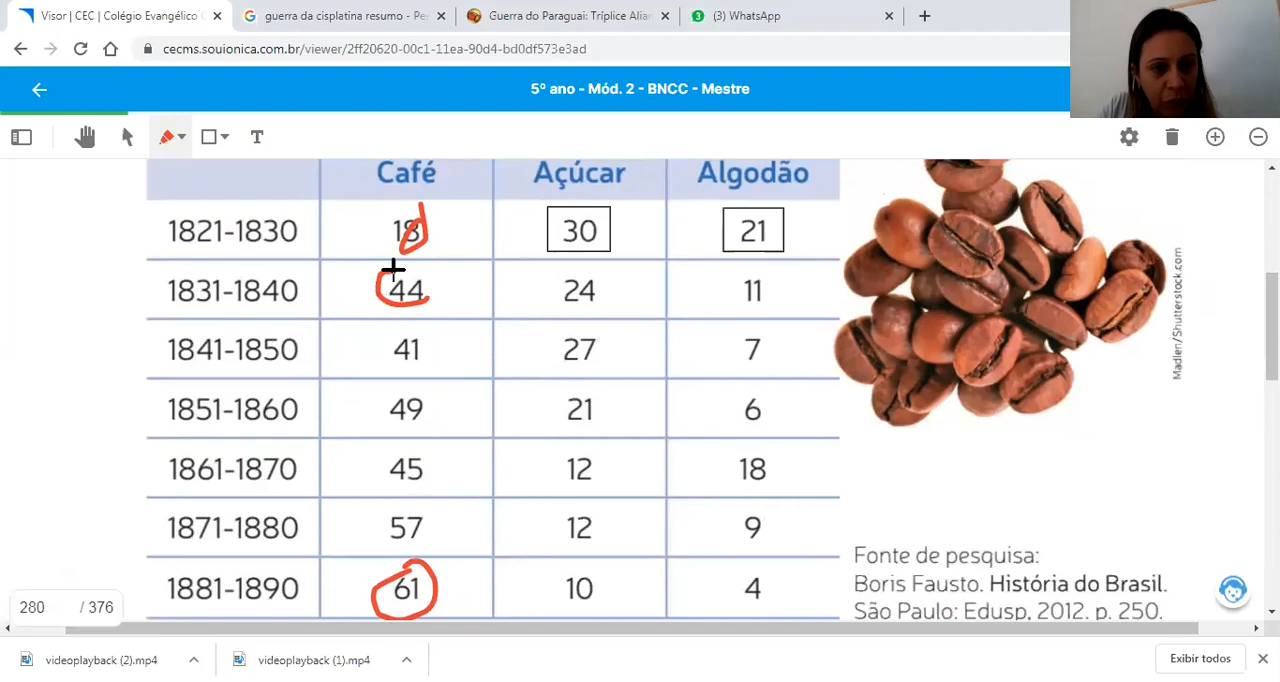 Visor | CEC | Colégio Evangélico
guerra da cisplatina resumo - Pes
Guerra do Paraguai: Tríplice Alian
(3) WhatsApp
cecms.souionica.com.br/viewer/2ff20620-00c1-11ea-90d4-bd0df573e3ad
5º ano - Mód. 2 - BNCC - Mestre
Café Açúcar Algodão
1821-1830 18 30 21
1831-1840 44 24 11
1841-1850 41 27 7
1851-1860 49 21 6
1861-1870 45 12 18
1871-1880 57 12 9
1881-1890 61 10 4
Madlen/Shutterstock.com
Fonte de pesquisa:
Boris Fausto. História do Brasil.
São Paulo: Edusp, 2012. p. 250.
280 / 376
videoplayback (2).mp4
videoplayback (1).mp4
Exibir todos